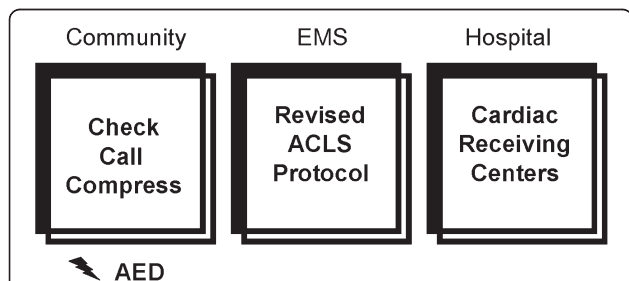 Community EMS Hospital
Check
Call
Compress
Revised
ACLS
Protocol
Cardiac
Receiving
Centers
AED